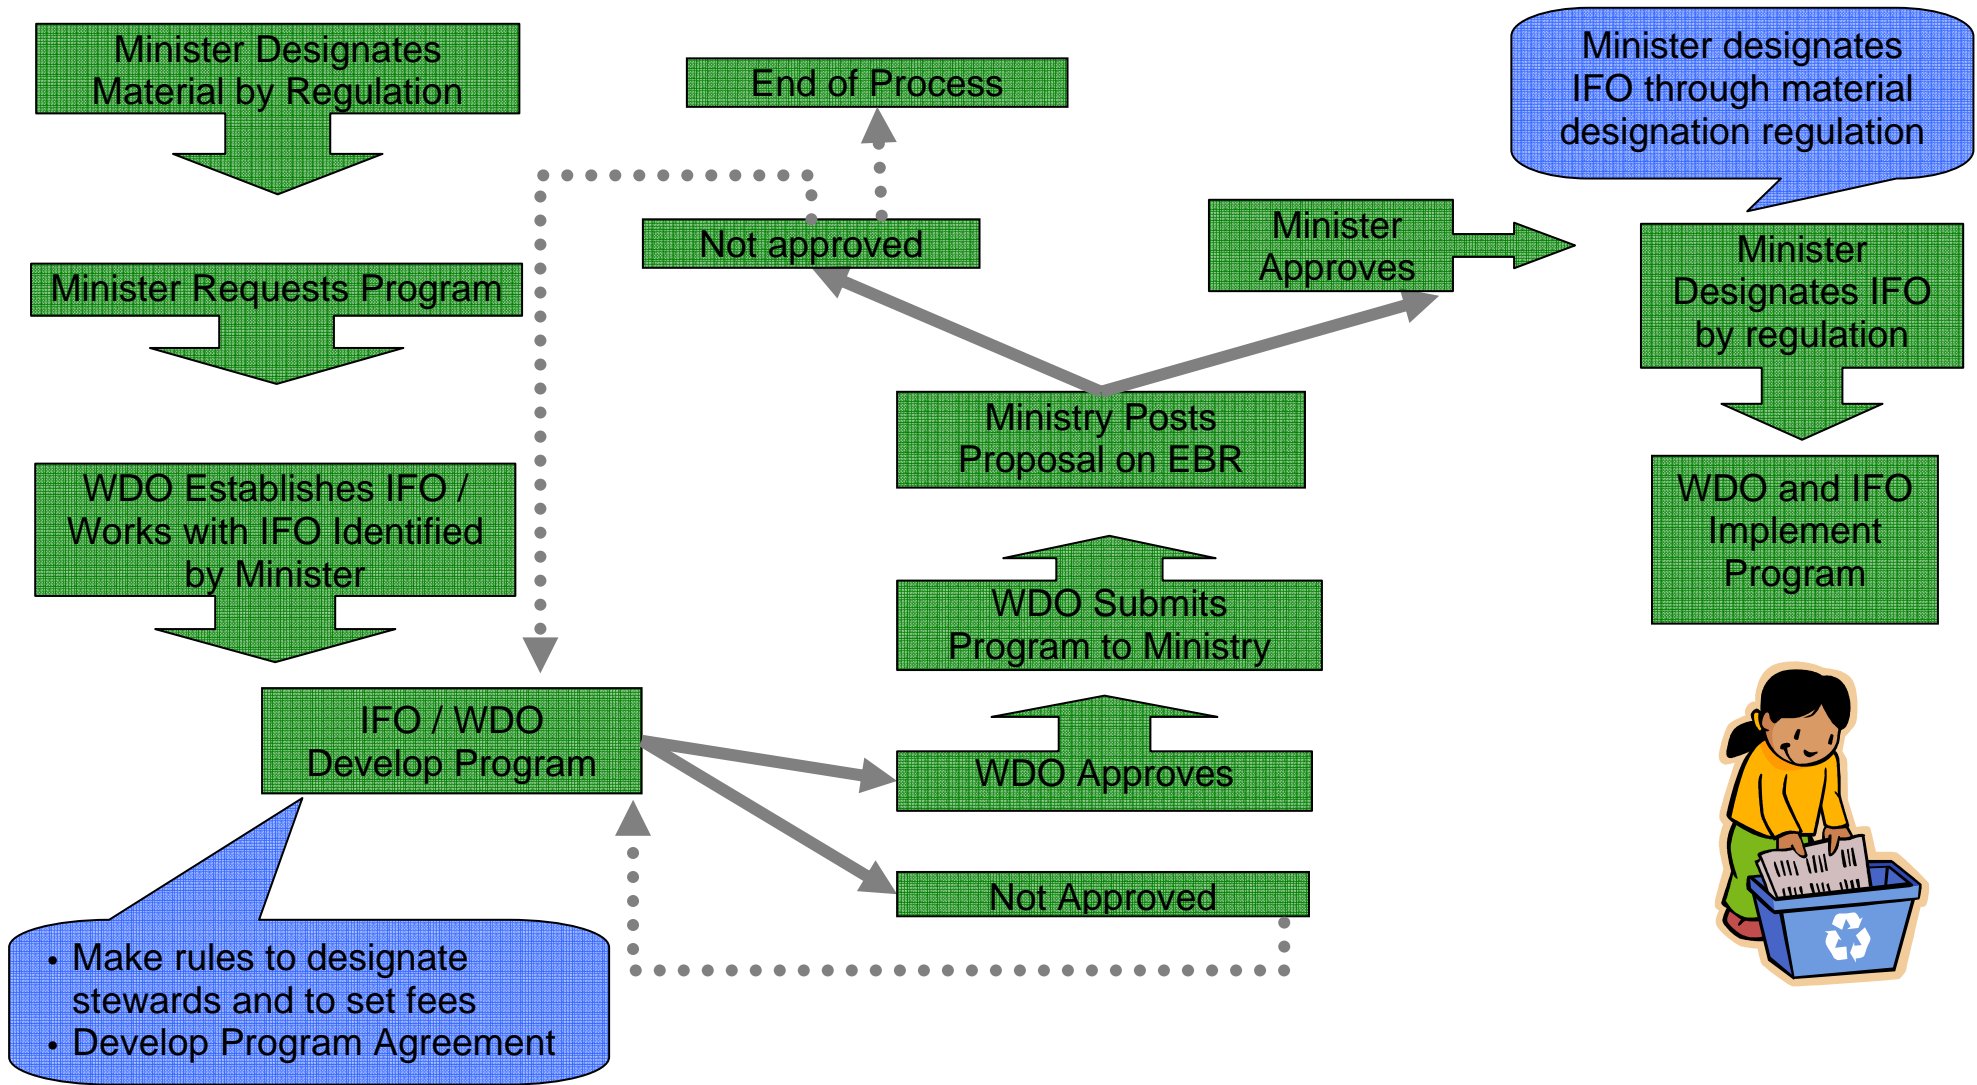 Minister Designates
Material by Regulation
Minister Requests Program
WDO Establishes IFO /
Works with IFO Identified
by Minister
IFO / WDO
Develop Program
• Make rules to designate
stewards and to set fees
• Develop Program Agreement
End of Process
Not approved
Minister
Approves
Ministry Posts
Proposal on EBR
WDO Submits
Program to Ministry
WDO Approves
Not Approved
Minister designates
IFO through material
designation regulation
Minister
Designates IFO
by regulation
WDO and IFO
Implement
Program